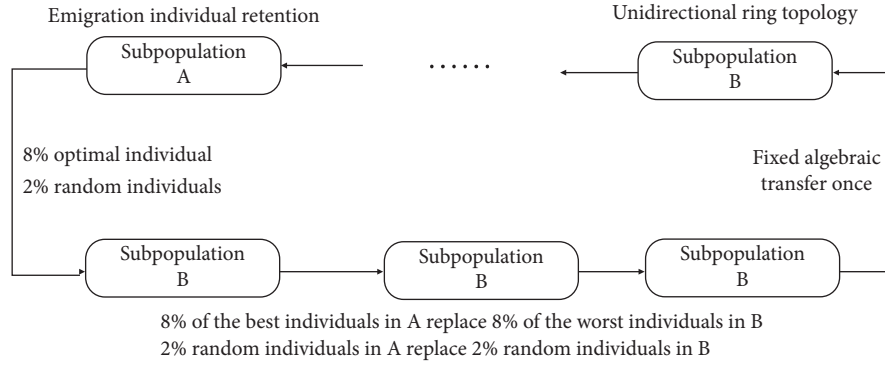 Emigration individual retention
Unidirectional ring topology
Subpopulation
A
......
Subpopulation
B
8% optimal individual
2% random individuals
Fixed algebraic
transfer once
Subpopulation
B
Subpopulation
B
Subpopulation
B
8% of the best individuals in A replace 8% of the worst individuals in B
2% random individuals in A replace 2% random individuals in B